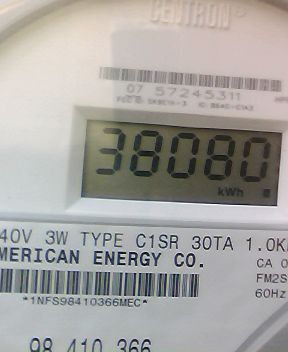 CENTRON®
07 57245311
38080
kWh
40V 3W TYPE C1SR 30TA 1.0K
MERICAN ENERGY CO.
CA 0
FM2S
60Hz
*1NFS98410366MEC*
98 410 366